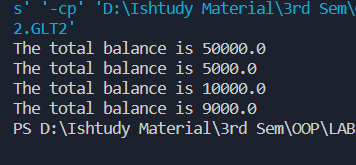 s' '-cp' 'D:\Ishtudy Material\3rd Sem\
2.GLT2'
The total balance is 50000.0
The total balance is 5000.0
The total balance is 10000.0
The total balance is 9000.0
PS D:\Ishtudy Material\3rd Sem\OOP\LAB